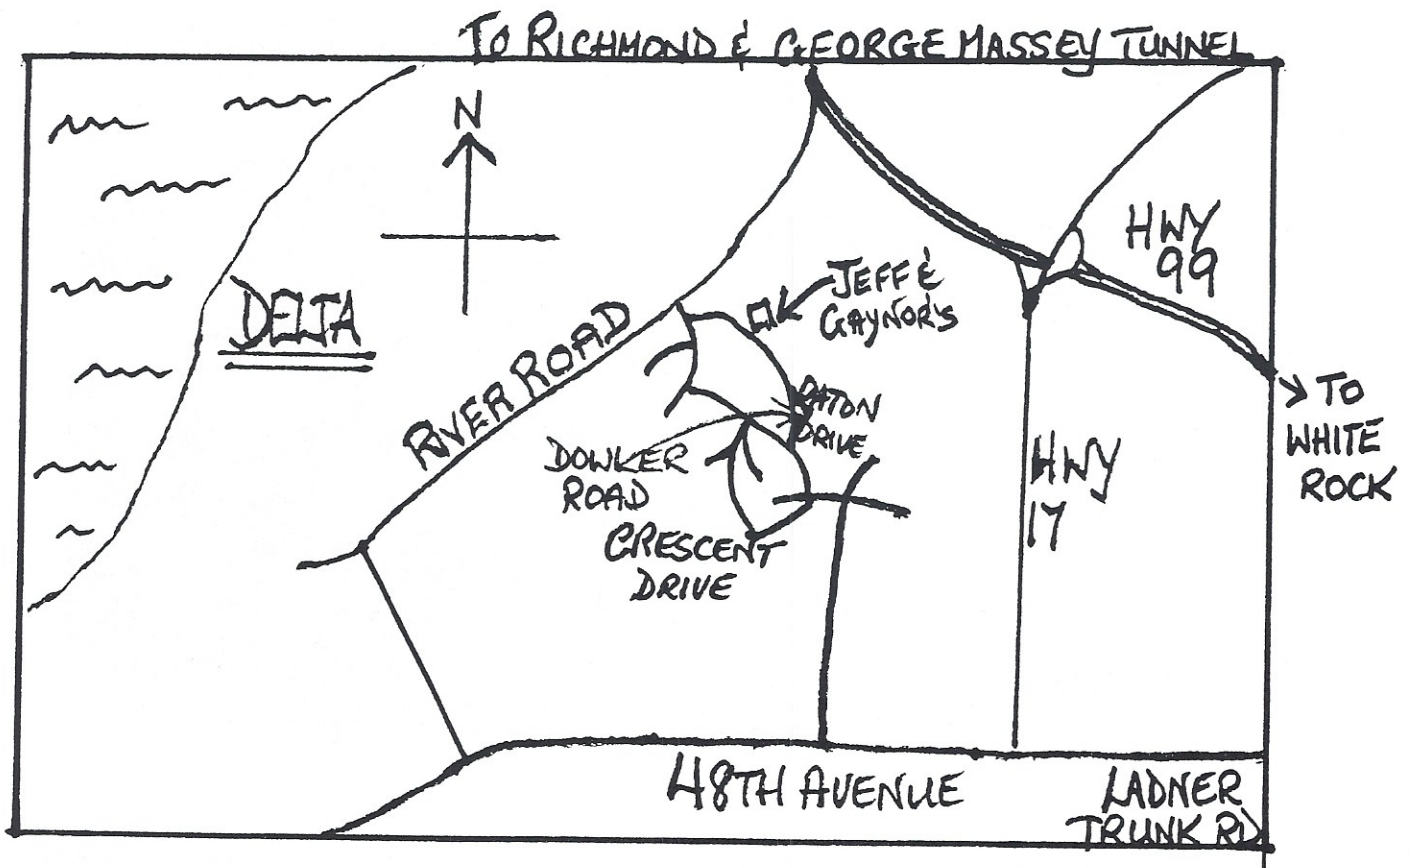 TO RICHMOND & GEORGE MASSEY TUNNEL
N
HWY
99
DELTA
JEFF &
GAYNOR'S
RIVER ROAD
→ TO
WHITE
ROCK
DRIVE
DOWKER
ROAD
HWY
17
CRESCENT
DRIVE
48TH AVENUE
LADNER
TRUNK RD